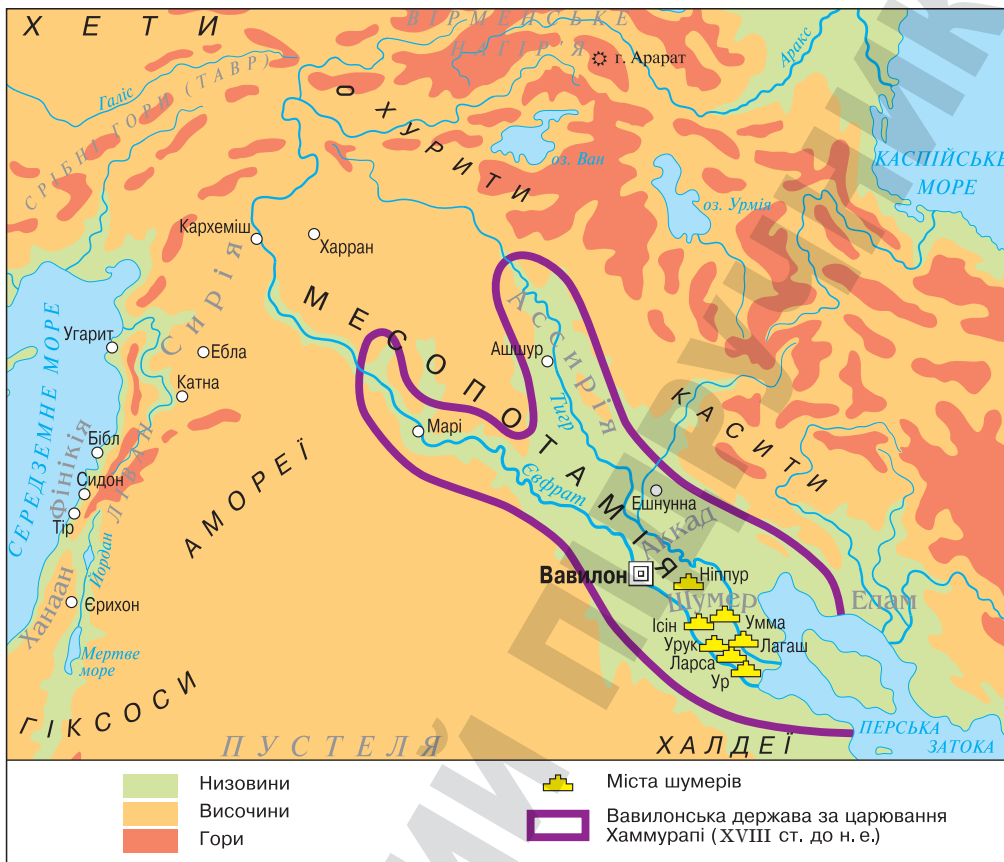 ХЕТИ
ВІРМЕНСЬКЕ
НАГІР'Я
г. Арарат
Аракс
Галіс
СРІБНІ ГОРИ (ТАВР)
ХУРИТИ
оз. Ван
оз. Урмія
КАСПІЙСЬКЕ
МОРЕ
Кархеміш
Харран
Сирія
МЕСОПОТАМІЯ
Ассирія
Угарит
Ебла
Катна
Ашшур
Тигр
КАСИТИ
СЕРЕДЗЕМНЕ МОРЕ
Бібл
Марі
Фінікія
Сидон
ЛІВАН
Тір
АМОРЕЇ
Євфрат
Ешнунна
Аккад
Йордан
Вавилон
Ніппур
Ханаан
Єрихон
Шумер
Елам
Ісін
Умма
Урук
Лагаш
Ларса
Ур
Мертве
море
ГІКСОСИ
ПУСТЕЛЯ
ХАЛДЕЇ
ПЕРСЬКА
ЗАТОКА
Низовини
Височини
Гори
Міста шумерів
Вавилонська держава за царювання
Хаммурапі (XVIII ст. до н. е.)